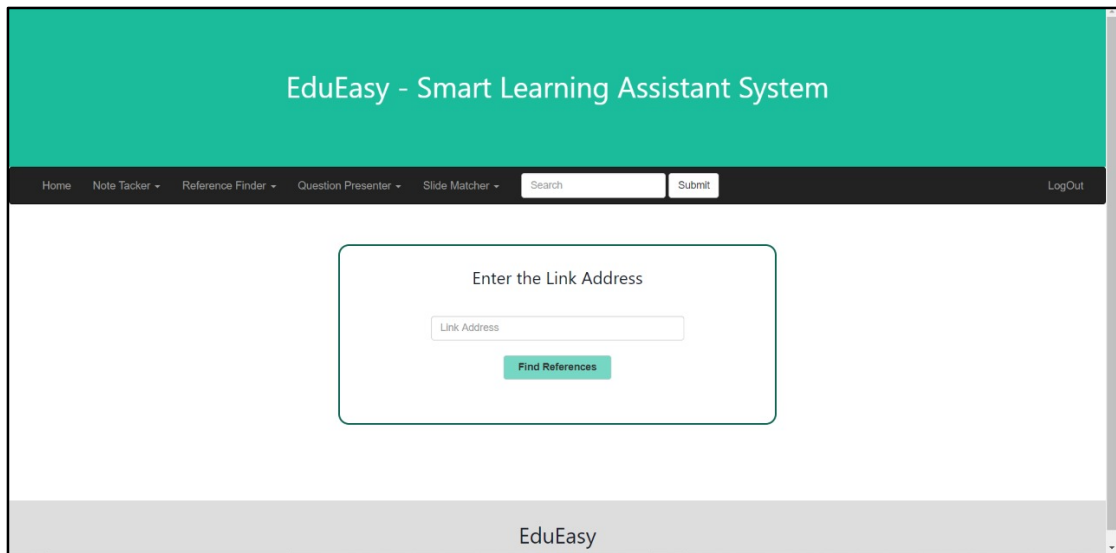 EduEasy - Smart Learning Assistant System
Home Note Tacker Reference Finder Question Presenter Slide Matcher Search Submit LogOut
Enter the Link Address
Link Address
Find References
EduEasy